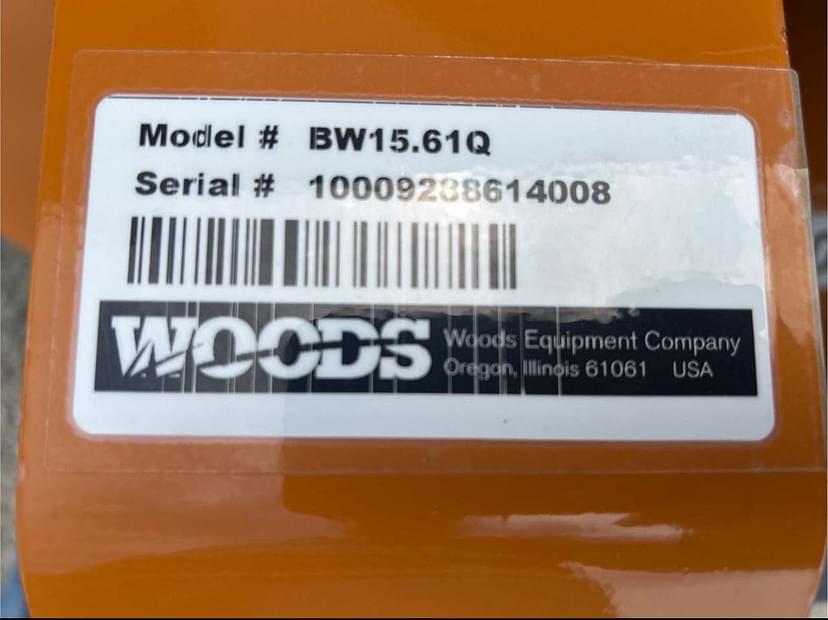 Model # BW15.61Q
Serial # 10009288614008
WOODS
Woods Equipment Company
Oregon, Illinois 61061 USA